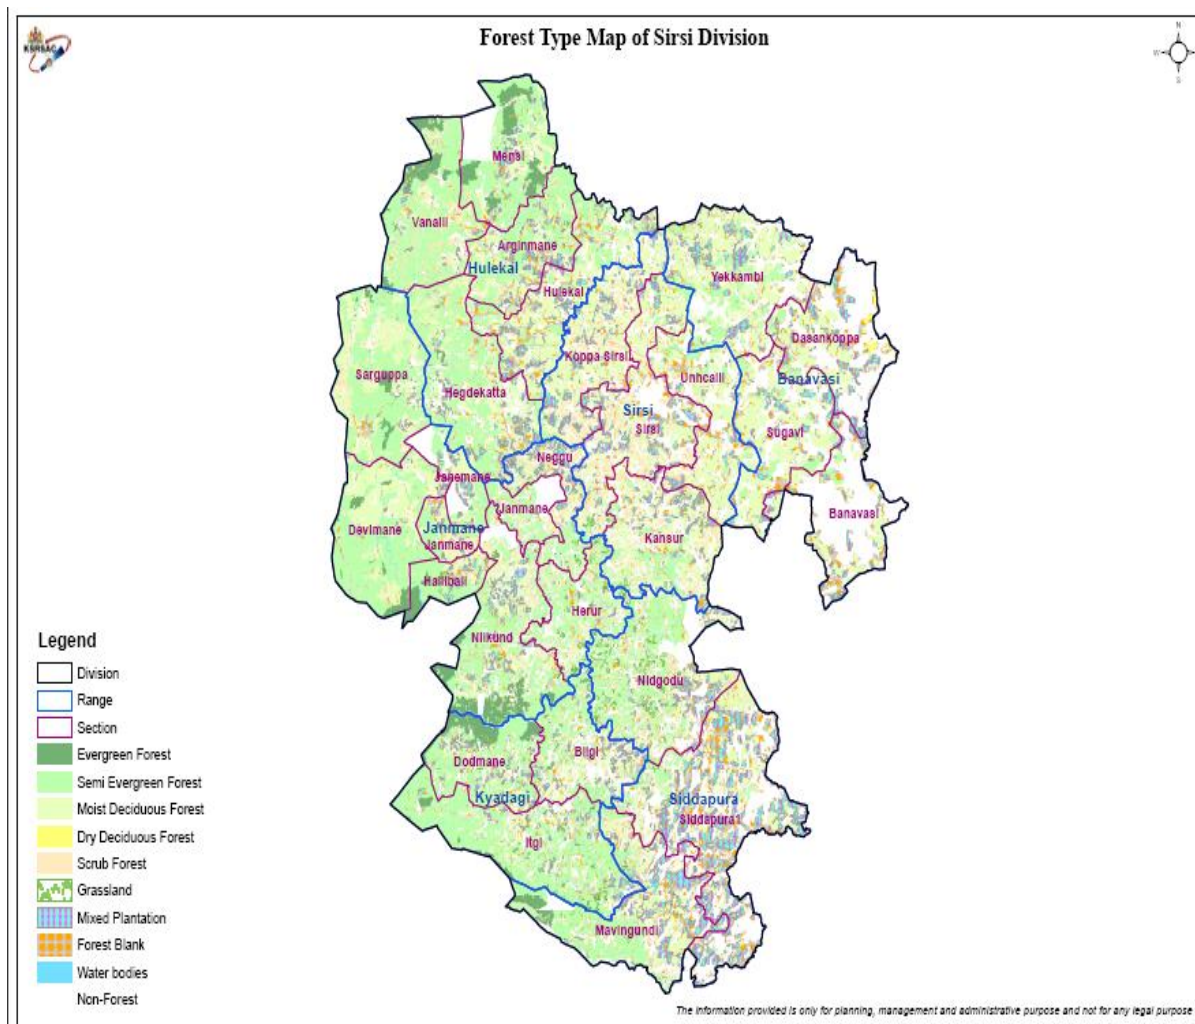 KSRSAC
Forest Type Map of Sirsi Division
N
W
S
Mensi
Vanalli
Arginmane
Hulekal
Hulekal
Yekkambi
Dasankoppa
Koppa Sirsi
Sarguppa
Unhcalli
Banavasi
Hegdekatta
Sirsi
Sirsi
Sugavi
Neggu
Janemane
Janmane
Banavasi
Devimane
Janmane
Janmane
Kansur
Hallibail
Herur
Nilkund
Nidgodu
Bilgi
Dodmane
Kyadagi
Siddapura
Siddapura1
Itgi
Mavingundi
Legend
Division
Range
Section
Evergreen Forest
Semi Evergreen Forest
Moist Deciduous Forest
Dry Deciduous Forest
Scrub Forest
Grassland
Mixed Plantation
Forest Blank
Water bodies
Non-Forest
The information provided is only for planning, management and administrative purpose and not for any legal purpose